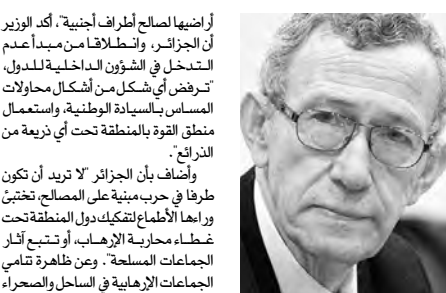 أراضيها لصالح أطراف أجنبية"، أكد الوزير
أن الجزائر، وانطلاقا من مبدأ عدم
التدخل في الشؤون الداخلية للدول،
"ترفض أي شكل من أشكال محاولات
المساس بالسيادة الوطنية، واستعمال
منطق القوة بالمنطقة تحت أي ذريعة من
الذرائع".
وأضاف بأن الجزائر "لا تريد أن تكون
طرفا في حرب مبنية على المصالح، تختبئ
وراءها الأطماع لتفكيك دول المنطقة تحت
غطاء محاربة الإرهاب، أو تتبع آثار
الجماعات المسلحة". وعن ظاهرة تنامي
الجماعات الإرهابية في الساحل والصحراء